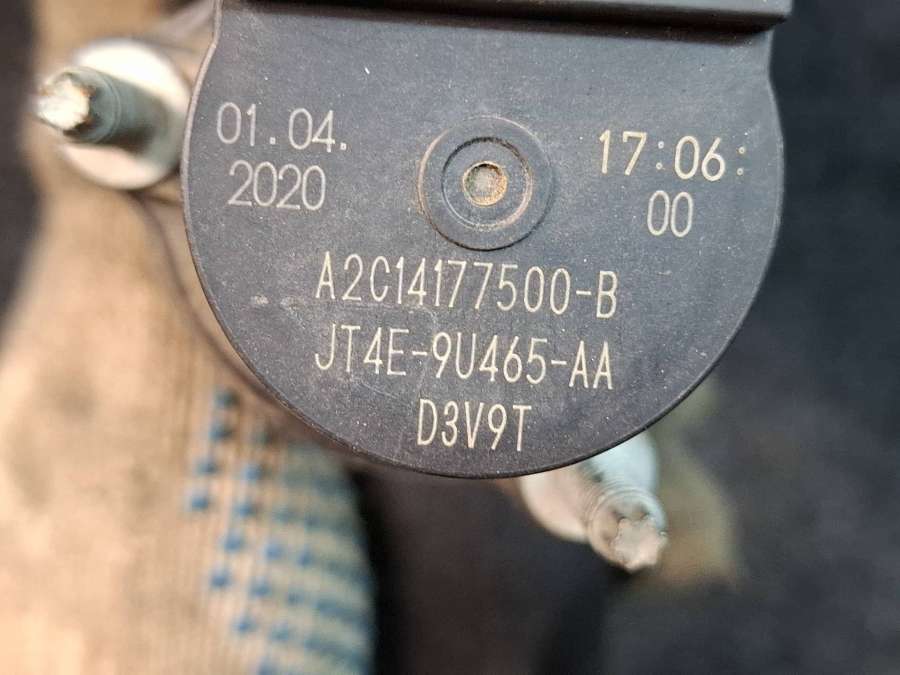 01.04.
2020
17:06:
00
A2C14177500-B
JT4E-9U465-AA
D3V9T